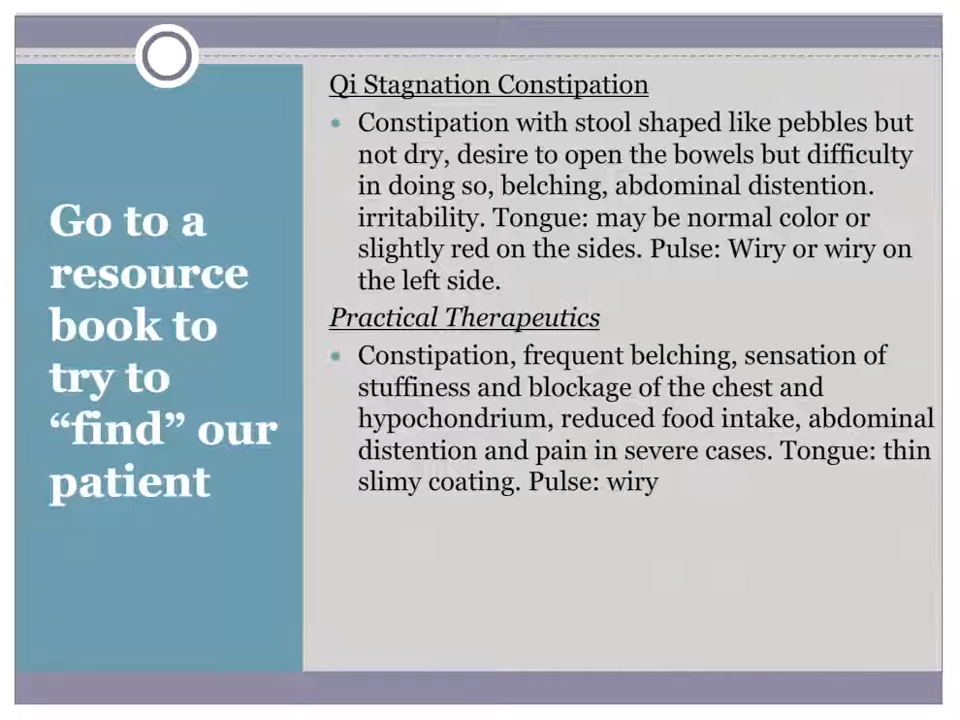 Go to a
resource
book to
try to
“find” our
patient
Qi Stagnation Constipation
• Constipation with stool shaped like pebbles but
not dry, desire to open the bowels but difficulty
in doing so, belching, abdominal distention.
irritability. Tongue: may be normal color or
slightly red on the sides. Pulse: Wiry or wiry on
the left side.
Practical Therapeutics
• Constipation, frequent belching, sensation of
stuffiness and blockage of the chest and
hypochondrium, reduced food intake, abdominal
distention and pain in severe cases. Tongue: thin
slimy coating. Pulse: wiry